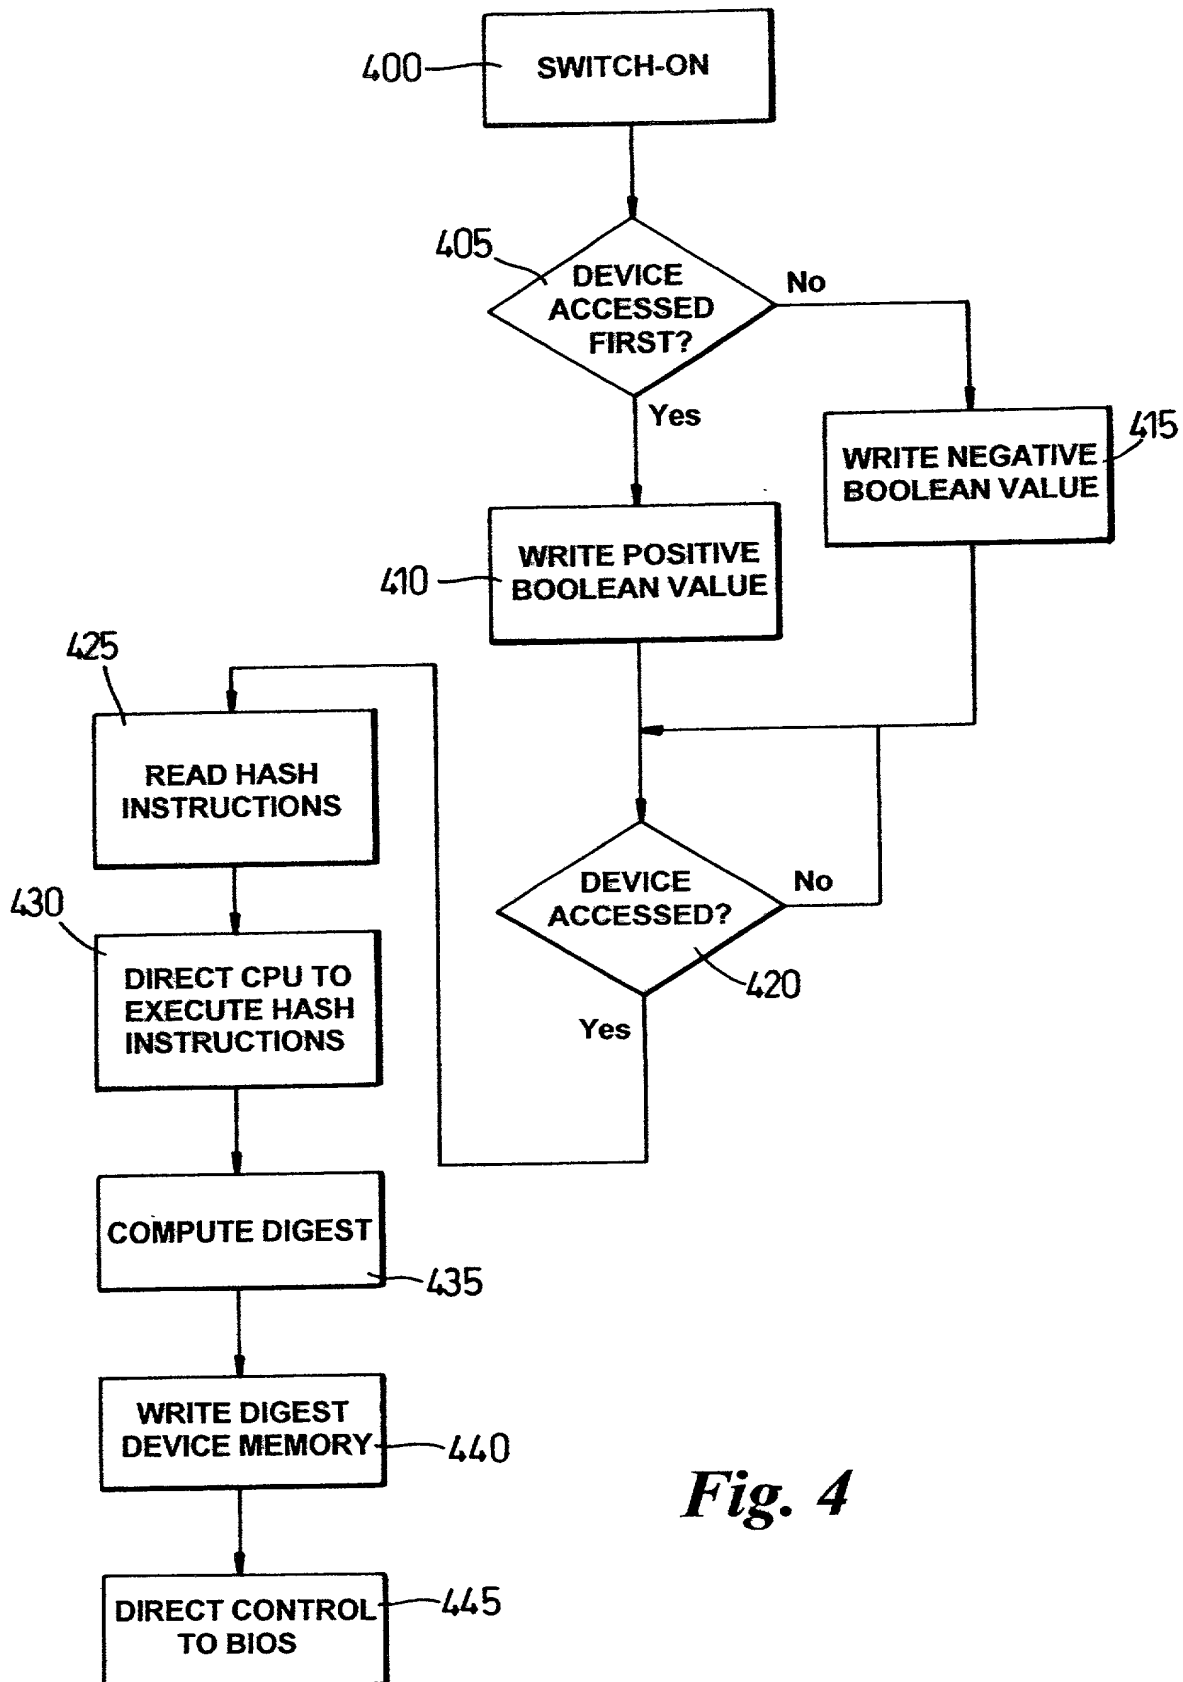 400
SWITCH-ON
405
DEVICE
ACCESSED
FIRST?
No
Yes
415
WRITE NEGATIVE
BOOLEAN VALUE
410
WRITE POSITIVE
BOOLEAN VALUE
425
READ HASH
INSTRUCTIONS
DEVICE
ACCESSED?
No
420
Yes
430
DIRECT CPU TO
EXECUTE HASH
INSTRUCTIONS
COMPUTE DIGEST
435
WRITE DIGEST
DEVICE MEMORY
440
DIRECT CONTROL
TO BIOS
445
Fig. 4